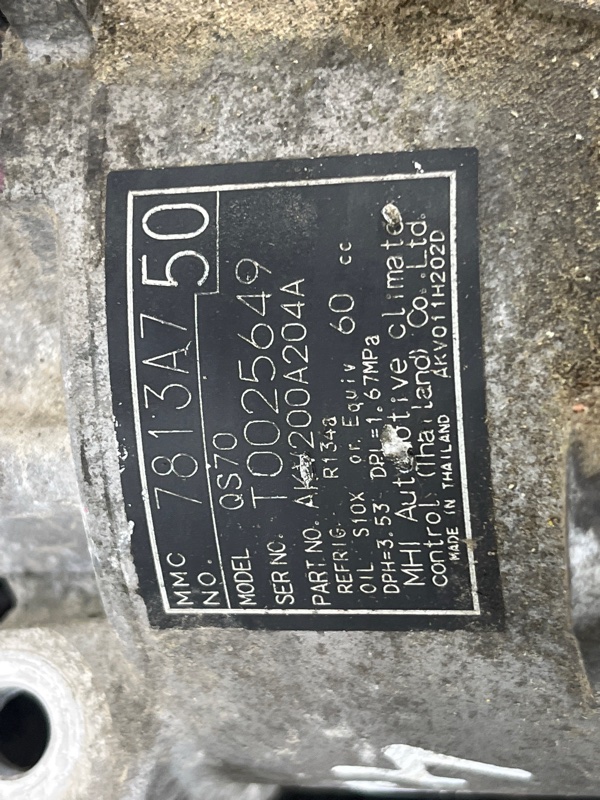 MMC NO. 7813A750
MODEL QS70
SER NO. T0025649
PART NO. AKV200A204A
REFRIG. R134a
OIL S10X or Equiv 60 cc
DPH=3.53 DPL=1.67MPa
MHI Automotive climate
control (Thailand) Co.,Ltd.
MADE IN THAILAND AKV011H202D